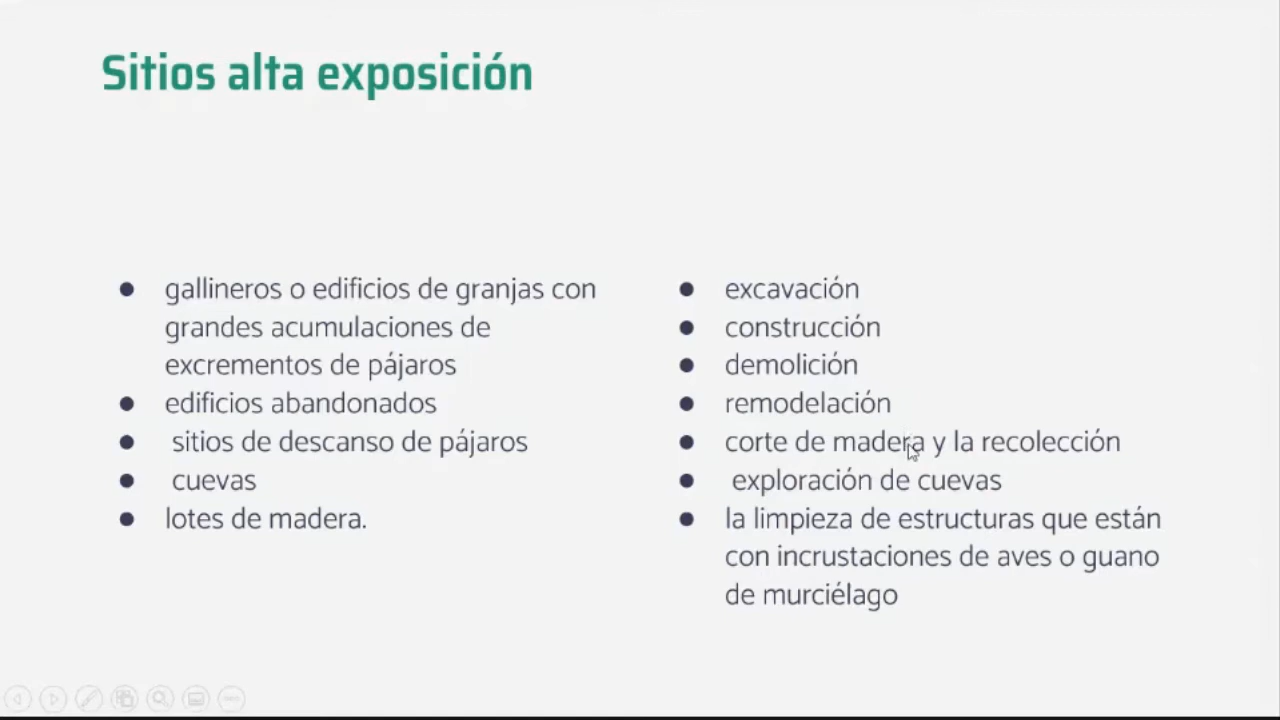 Sitios alta exposición
● gallineros o edificios de granjas con
grandes acumulaciones de
excrementos de pájaros
● edificios abandonados
● sitios de descanso de pájaros
● cuevas
● lotes de madera.
● excavación
● construcción
● demolición
● remodelación
● corte de madera y la recolección
● exploración de cuevas
● la limpieza de estructuras que están
con incrustaciones de aves o guano
de murciélago